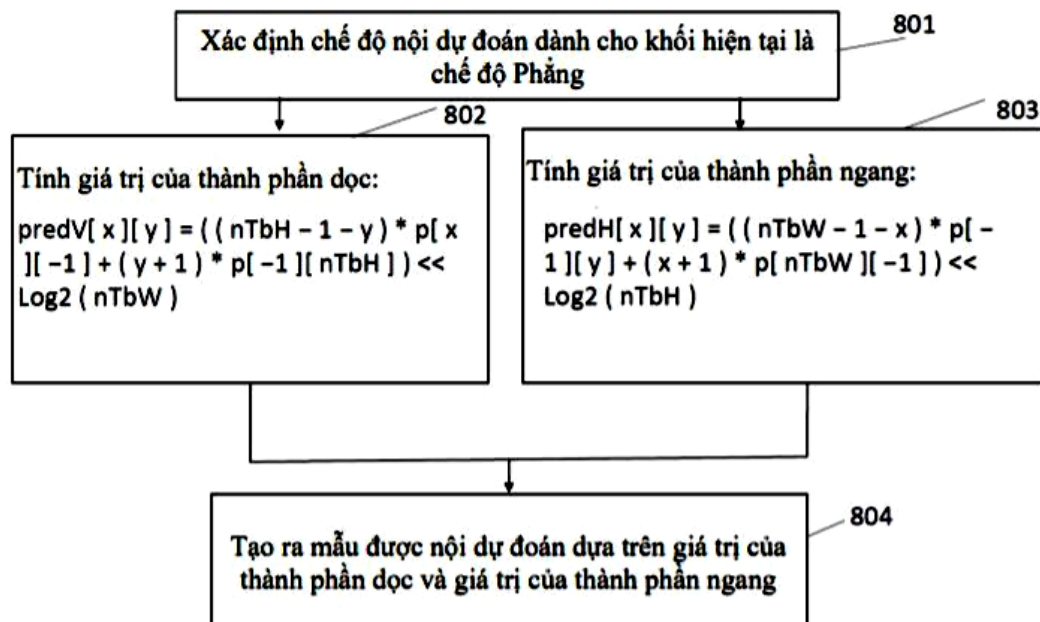 Xác định chế độ nội dự đoán dành cho khối hiện tại là
chế độ Phẳng
801
802
Tính giá trị của thành phần dọc:
predV[ x ][ y ] = ( ( nTbH – 1 – y ) * p[ x
][ –1 ] + ( y + 1 ) * p[ –1 ][ nTbH ] ) <<
Log2 ( nTbW )
803
Tính giá trị của thành phần ngang:
predH[ x ][ y ] = ( ( nTbW – 1 – x ) * p[ –
1 ][ y ] + ( x + 1 ) * p[ nTbW ][ –1 ] ) <<
Log2 ( nTbH )
804
Tạo ra mẫu được nội dự đoán dựa trên giá trị của
thành phần dọc và giá trị của thành phần ngang